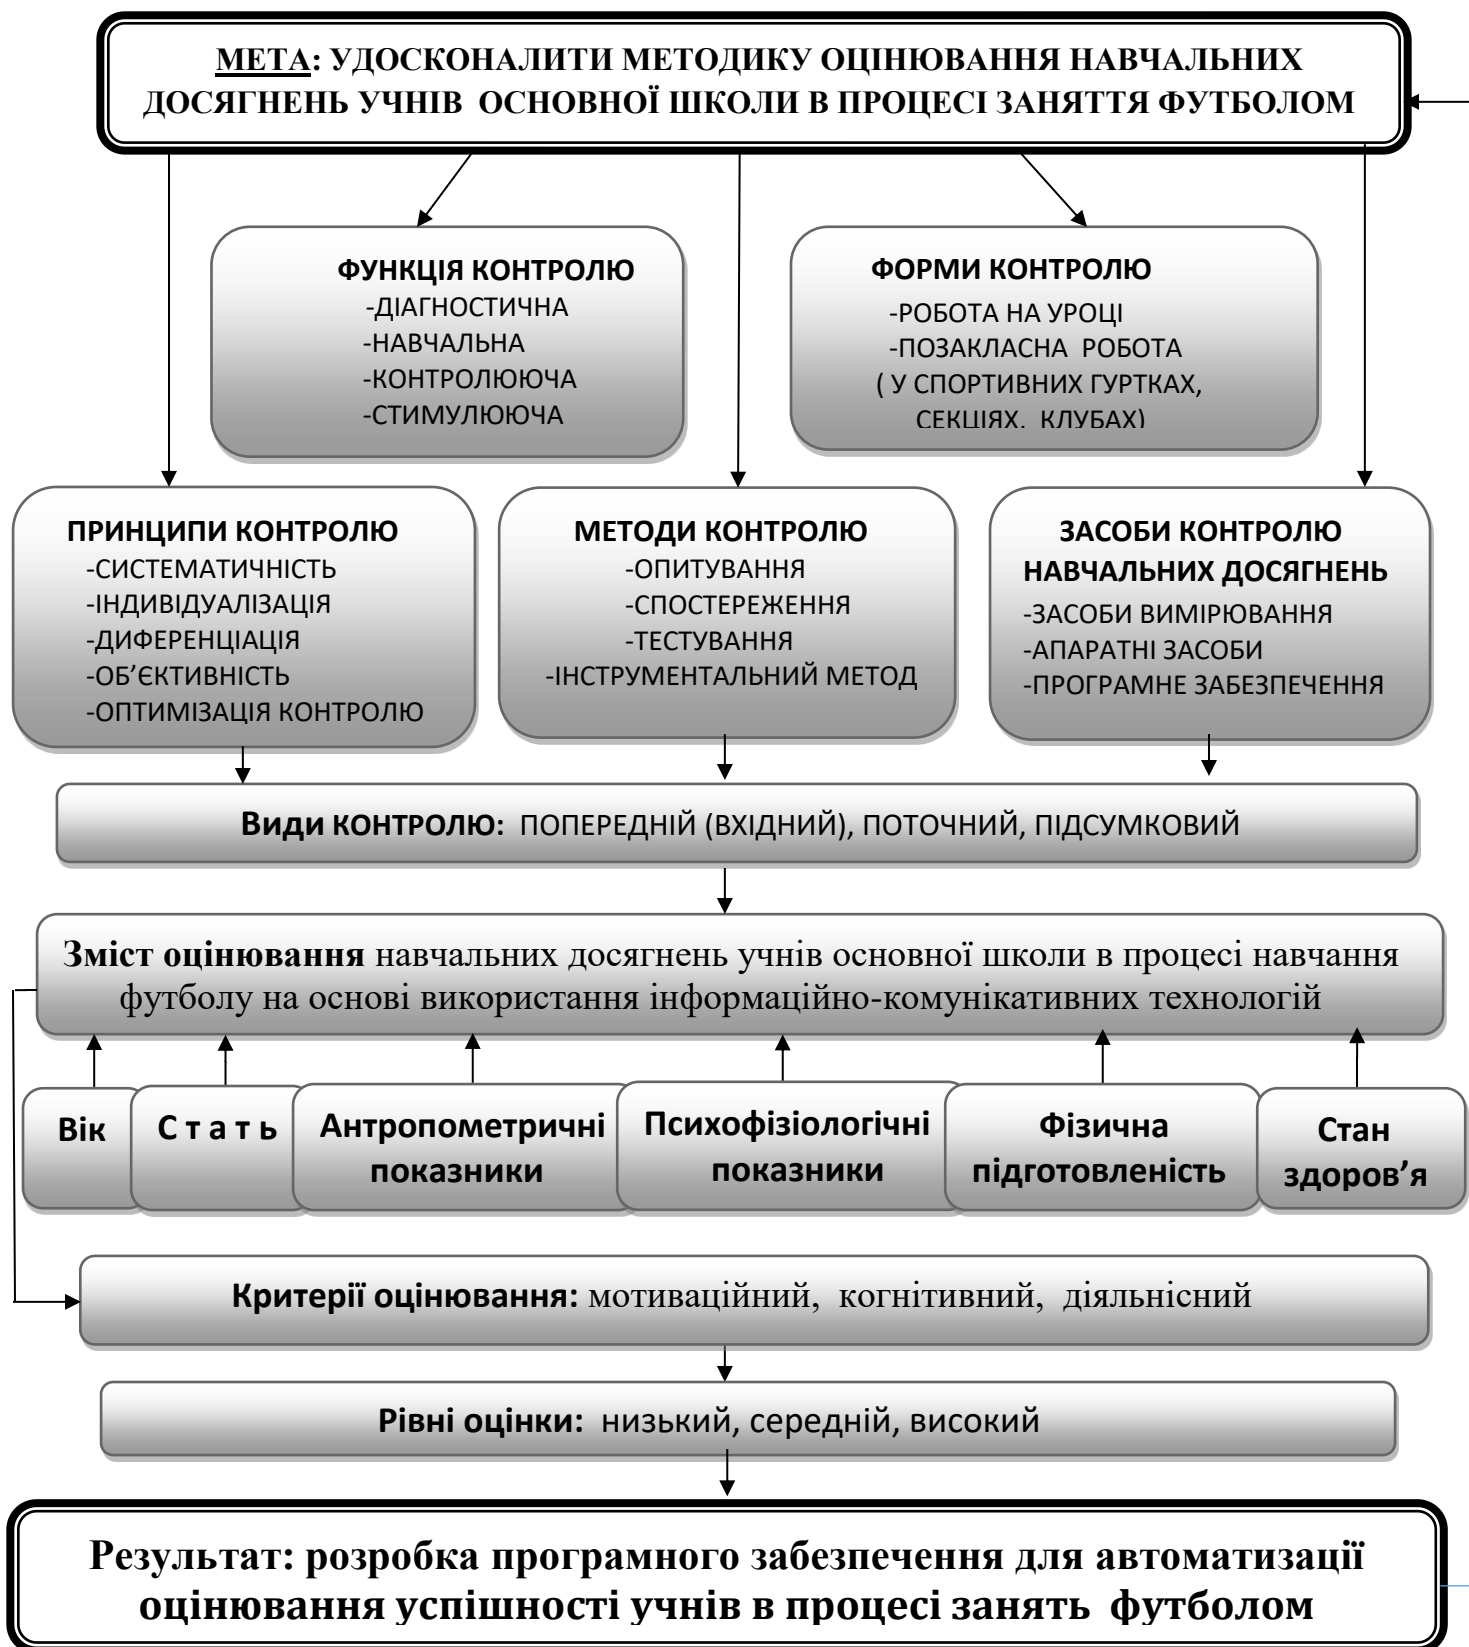 МЕТА: УДОСКОНАЛИТИ МЕТОДИКУ ОЦІНЮВАННЯ НАВЧАЛЬНИХ
ДОСЯГНЕНЬ УЧНІВ ОСНОВНОЇ ШКОЛИ В ПРОЦЕСІ ЗАНЯТТЯ ФУТБОЛОМ
ФУНКЦІЯ КОНТРОЛЮ
-ДІАГНОСТИЧНА
-НАВЧАЛЬНА
-КОНТРОЛЮЮЧА
-СТИМУЛЮЮЧА
ФОРМИ КОНТРОЛЮ
-РОБОТА НА УРОЦІ
-ПОЗАКЛАСНА РОБОТА
( У СПОРТИВНИХ ГУРТКАХ,
СЕКЦІЯХ, КЛУБАХ)
ПРИНЦИПИ КОНТРОЛЮ
-СИСТЕМАТИЧНІСТЬ
-ІНДИВІДУАЛІЗАЦІЯ
-ДИФЕРЕНЦІАЦІЯ
-ОБ’ЄКТИВНІСТЬ
-ОПТИМІЗАЦІЯ КОНТРОЛЮ
МЕТОДИ КОНТРОЛЮ
-ОПИТУВАННЯ
-СПОСТЕРЕЖЕННЯ
-ТЕСТУВАННЯ
-ІНСТРУМЕНТАЛЬНИЙ МЕТОД
ЗАСОБИ КОНТРОЛЮ
НАВЧАЛЬНИХ ДОСЯГНЕНЬ
-ЗАСОБИ ВИМІРЮВАННЯ
-АПАРАТНІ ЗАСОБИ
-ПРОГРАМНЕ ЗАБЕЗПЕЧЕННЯ
Види КОНТРОЛЮ: ПОПЕРЕДНІЙ (ВХІДНИЙ), ПОТОЧНИЙ, ПІДСУМКОВИЙ
Зміст оцінювання навчальних досягнень учнів основної школи в процесі навчання
футболу на основі використання інформаційно-комунікативних технологій
Вік
С т а т ь
Антропометричні
показники
Психофізіологічні
показники
Фізична
підготовленість
Стан
здоров’я
Критерії оцінювання: мотиваційний, когнітивний, діяльнісний
Рівні оцінки: низький, середній, високий
Результат: розробка програмного забезпечення для автоматизації
оцінювання успішності учнів в процесі занять футболом